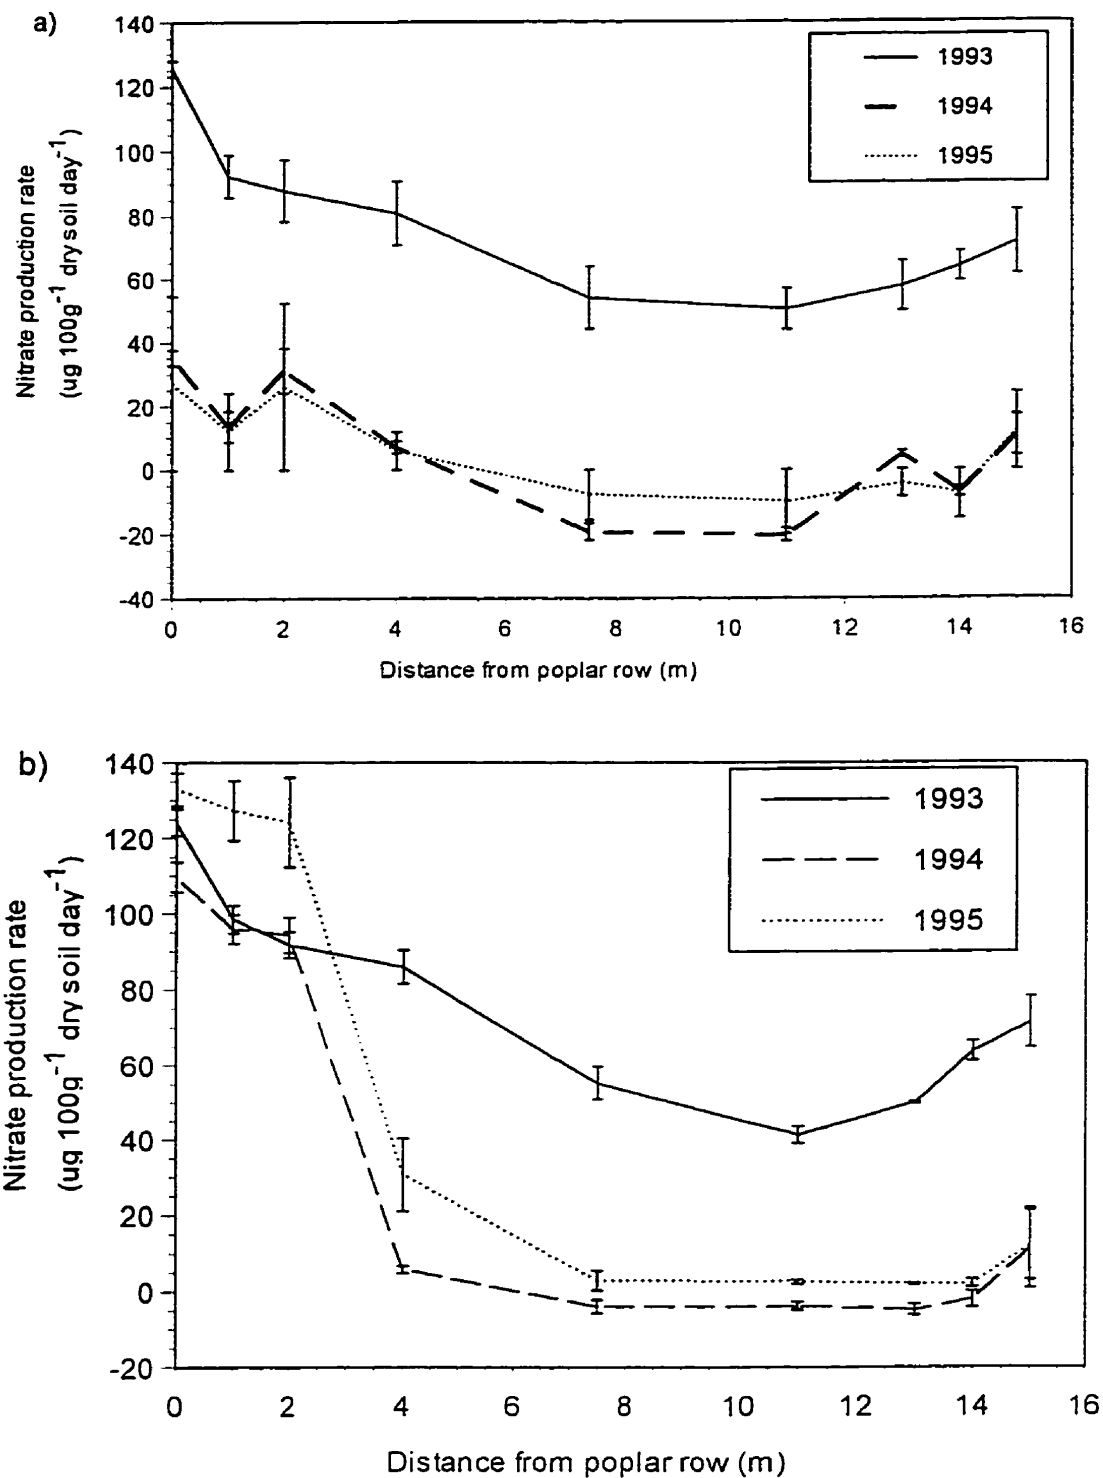 a)
140
120
100
80
60
40
20
0
-20
-40
Nitrate production rate
(ug 100g⁻¹ dry soil day⁻¹)
1993
1994
1995
0 2 4 6 8 10 12 14 16
Distance from poplar row (m)
b)
140
120
100
80
60
40
20
0
-20
Nitrate production rate
(ug 100g⁻¹ dry soil day⁻¹)
1993
1994
1995
0 2 4 6 8 10 12 14 16
Distance from poplar row (m)